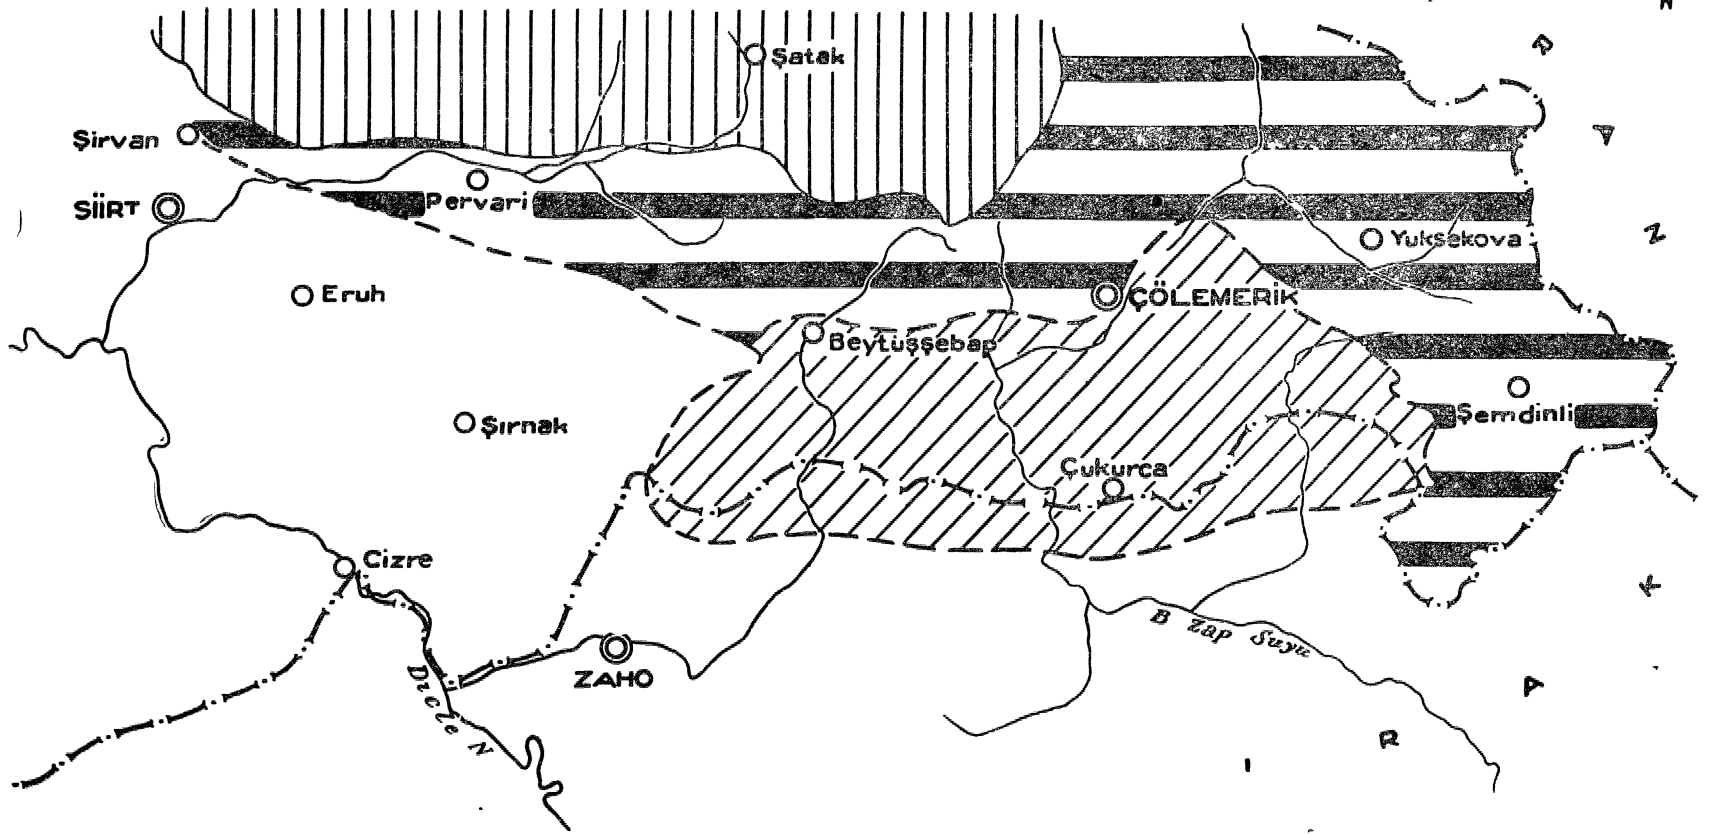 Şatak
Şirvan
SİİRT
Pervari
Yuksekova
Eruh
ÇÖLEMERİK
Beytüşşebap
Şemdinli
Şırnak
Çukurca
Cizre
ZAHO
Dicle N
B Zap Suyu
I R A K